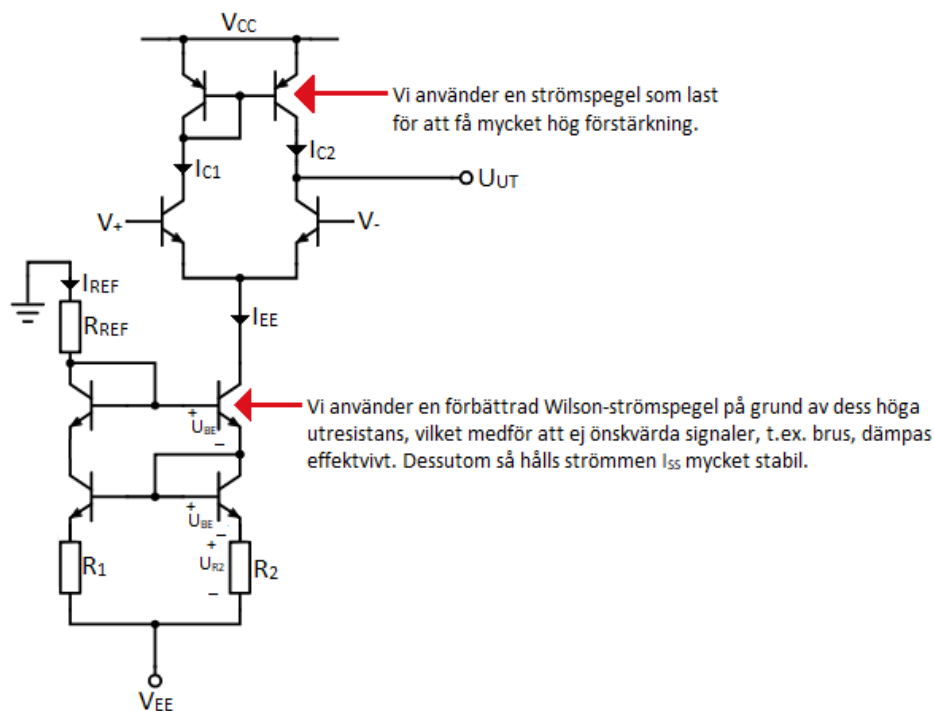 VCC
Vi använder en strömspegel som last
för att få mycket hög förstärkning.
IC1
IC2
UUT
V+
V-
IREF
RREF
IEE
Vi använder en förbättrad Wilson-strömspegel på grund av dess höga
utresistans, vilket medför att ej önskvärda signaler, t.ex. brus, dämpas
effektvivt. Dessutom så hålls strömmen ISS mycket stabil.
+
UBE
–
+
UBE
–
+
R1
UR2
R2
–
VEE